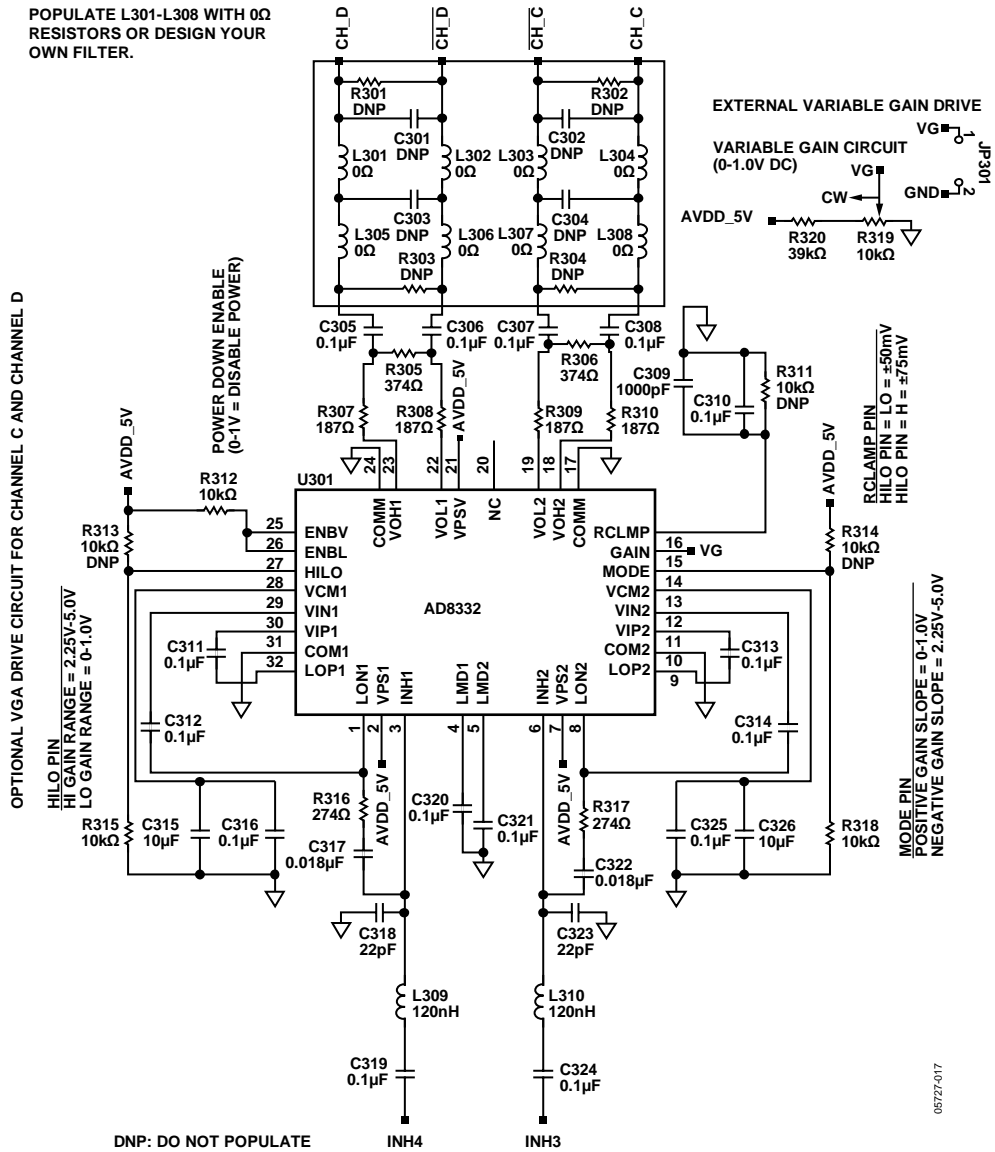 POPULATE L301-L308 WITH 0Ω
RESISTORS OR DESIGN YOUR
OWN FILTER.
CH_D
CH_D
CH_C
CH_C
R301
DNP
R302
DNP
C301
DNP
C302
DNP
L301
0Ω
L302
0Ω
L303
0Ω
L304
0Ω
C303
DNP
C304
DNP
L305
0Ω
L306
0Ω
L307
0Ω
L308
0Ω
R303
DNP
R304
DNP
EXTERNAL VARIABLE GAIN DRIVE
VG
1
JP301
2
GND
VARIABLE GAIN CIRCUIT
(0-1.0V DC)
VG
CW
AVDD_5V
R320
39kΩ
R319
10kΩ
C305
0.1µF
C306
0.1µF
C307
0.1µF
C308
0.1µF
R305
374Ω
R306
374Ω
R307
187Ω
R308
187Ω
AVDD_5V
R309
187Ω
R310
187Ω
C309
1000pF
C310
0.1µF
R311
10kΩ
DNP
RCLAMP PIN
HILO PIN = LO = ±50mV
HILO PIN = H = ±75mV
OPTIONAL VGA DRIVE CIRCUIT FOR CHANNEL C AND CHANNEL D
POWER DOWN ENABLE
(0-1V = DISABLE POWER)
AVDD_5V
R312
10kΩ
R313
10kΩ
DNP
AVDD_5V
R314
10kΩ
DNP
24
23
22
21
20
19
18
17
U301
COMM
VOH1
VOL1
VPSV
NC
VOL2
VOH2
COMM
25
ENBV
26
ENBL
27
HILO
28
VCM1
29
VIN1
30
VIP1
31
COM1
32
LOP1
AD8332
RCLMP
GAIN
16
VG
MODE
15
VCM2
14
VIN2
13
VIP2
12
COM2
11
LOP2
10
9
LON1
VPS1
INH1
LMD1
LMD2
INH2
VPS2
LON2
1
2
3
4
5
6
7
8
C311
0.1µF
C313
0.1µF
C312
0.1µF
C314
0.1µF
HILO PIN
HI GAIN RANGE = 2.25V-5.0V
LO GAIN RANGE = 0-1.0V
R315
10kΩ
C315
10µF
C316
0.1µF
R316
274Ω
AVDD_5V
C317
0.018µF
C320
0.1µF
C321
0.1µF
AVDD_5V
R317
274Ω
C322
0.018µF
C325
0.1µF
C326
10µF
R318
10kΩ
MODE PIN
POSITIVE GAIN SLOPE = 0-1.0V
NEGATIVE GAIN SLOPE = 2.25V-5.0V
C318
22pF
C323
22pF
L309
120nH
L310
120nH
C319
0.1µF
C324
0.1µF
DNP: DO NOT POPULATE
INH4
INH3
05727-017